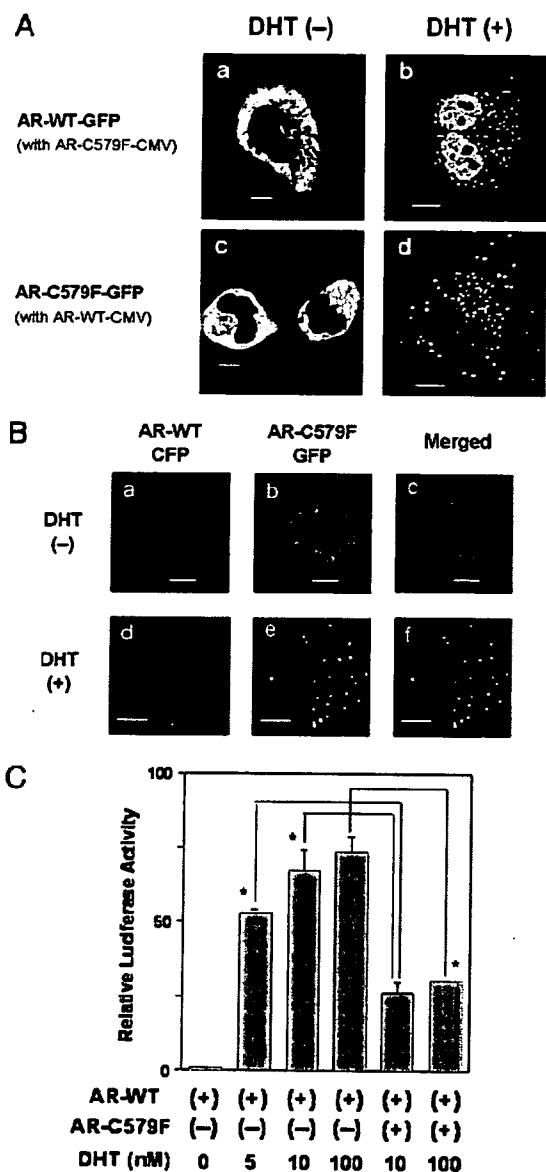 A
DHT (–) DHT (+)
a b
AR-WT-GFP
(with AR-C579F-CMV)
c d
AR-C579F-GFP
(with AR-WT-CMV)
B
AR-WT AR-C579F Merged
CFP GFP
a b c
DHT
(–)
d e f
DHT
(+)
C
100
50
0
Relative Luciferase Activity
* * *
AR-WT (+) (+) (+) (+) (+) (+)
AR-C579F (–) (–) (–) (–) (+) (+)
DHT (nM) 0 5 10 100 10 100